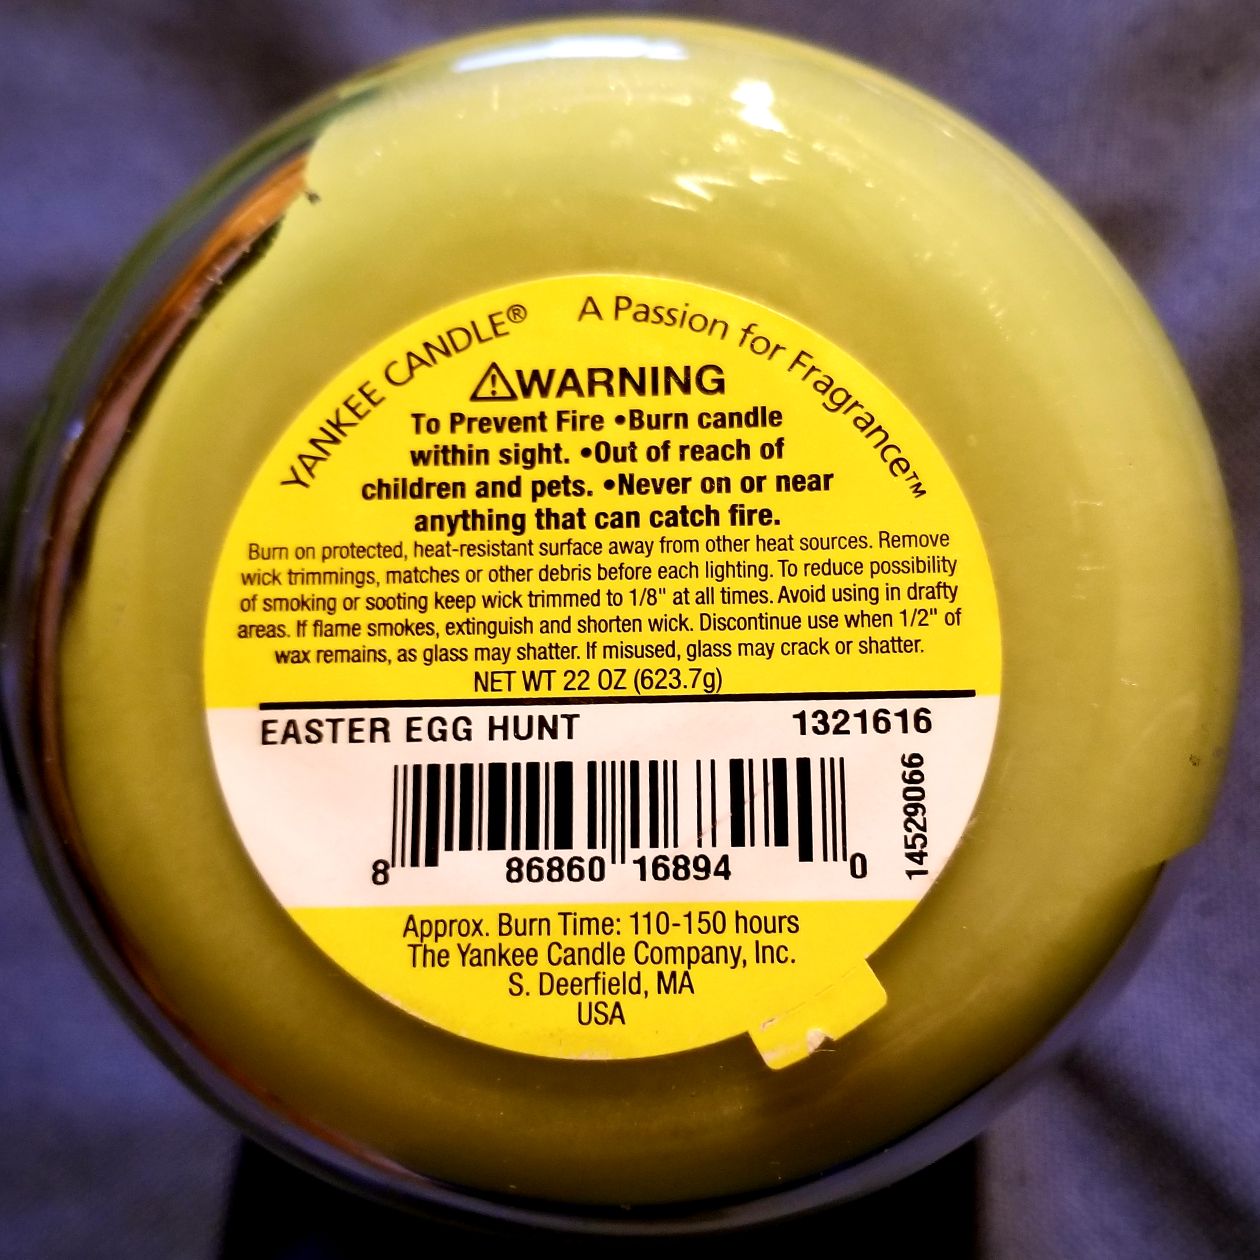 YANKEE CANDLE® A Passion for Fragrance™
⚠WARNING
To Prevent Fire •Burn candle
within sight. •Out of reach of
children and pets. •Never on or near
anything that can catch fire.
Burn on protected, heat-resistant surface away from other heat sources. Remove
wick trimmings, matches or other debris before each lighting. To reduce possibility
of smoking or sooting keep wick trimmed to 1/8" at all times. Avoid using in drafty
areas. If flame smokes, extinguish and shorten wick. Discontinue use when 1/2" of
wax remains, as glass may shatter. If misused, glass may crack or shatter.
NET WT 22 OZ (623.7g)
EASTER EGG HUNT 1321616
14529066
8 86860 16894 0
Approx. Burn Time: 110-150 hours
The Yankee Candle Company, Inc.
S. Deerfield, MA
USA